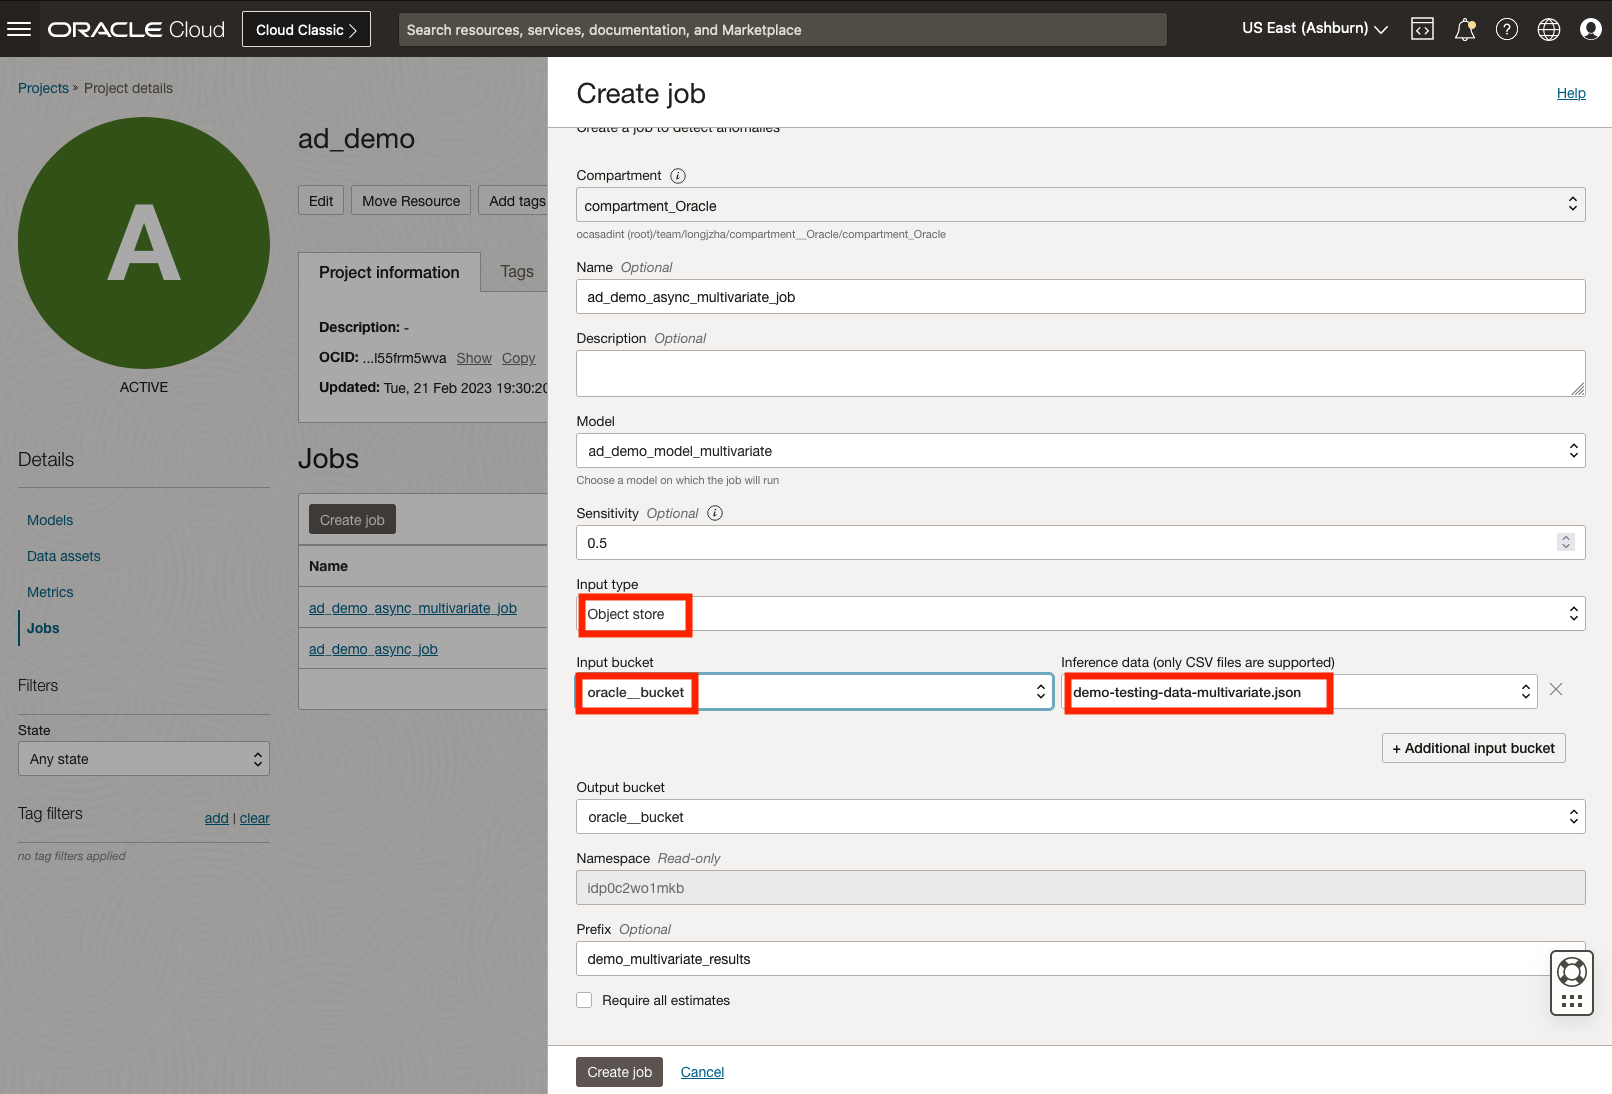 ORACLE Cloud
Cloud Classic >
Search resources, services, documentation, and Marketplace
US East (Ashburn)
Projects » Project details
A
ACTIVE
ad_demo
Edit
Move Resource
Add tags
Project information
Tags
Description: -
OCID: ...l55frm5wva Show Copy
Updated: Tue, 21 Feb 2023 19:30:20
Details
Models
Data assets
Metrics
Jobs
Filters
State
Any state
Tag filters
add | clear
no tag filters applied
Jobs
Create job
Name
ad_demo_async_multivariate_job
ad_demo_async_job
Create job
Help
Create a job to detect anomalies
Compartment i
compartment_Oracle
ocasadint (root)/team/longjzha/compartment__Oracle/compartment_Oracle
Name Optional
ad_demo_async_multivariate_job
Description Optional
Model
ad_demo_model_multivariate
Choose a model on which the job will run
Sensitivity Optional i
0.5
Input type
Object store
Input bucket
oracle__bucket
Inference data (only CSV files are supported)
demo-testing-data-multivariate.json
+ Additional input bucket
Output bucket
oracle__bucket
Namespace Read-only
idp0c2wo1mkb
Prefix Optional
demo_multivariate_results
Require all estimates
Create job
Cancel